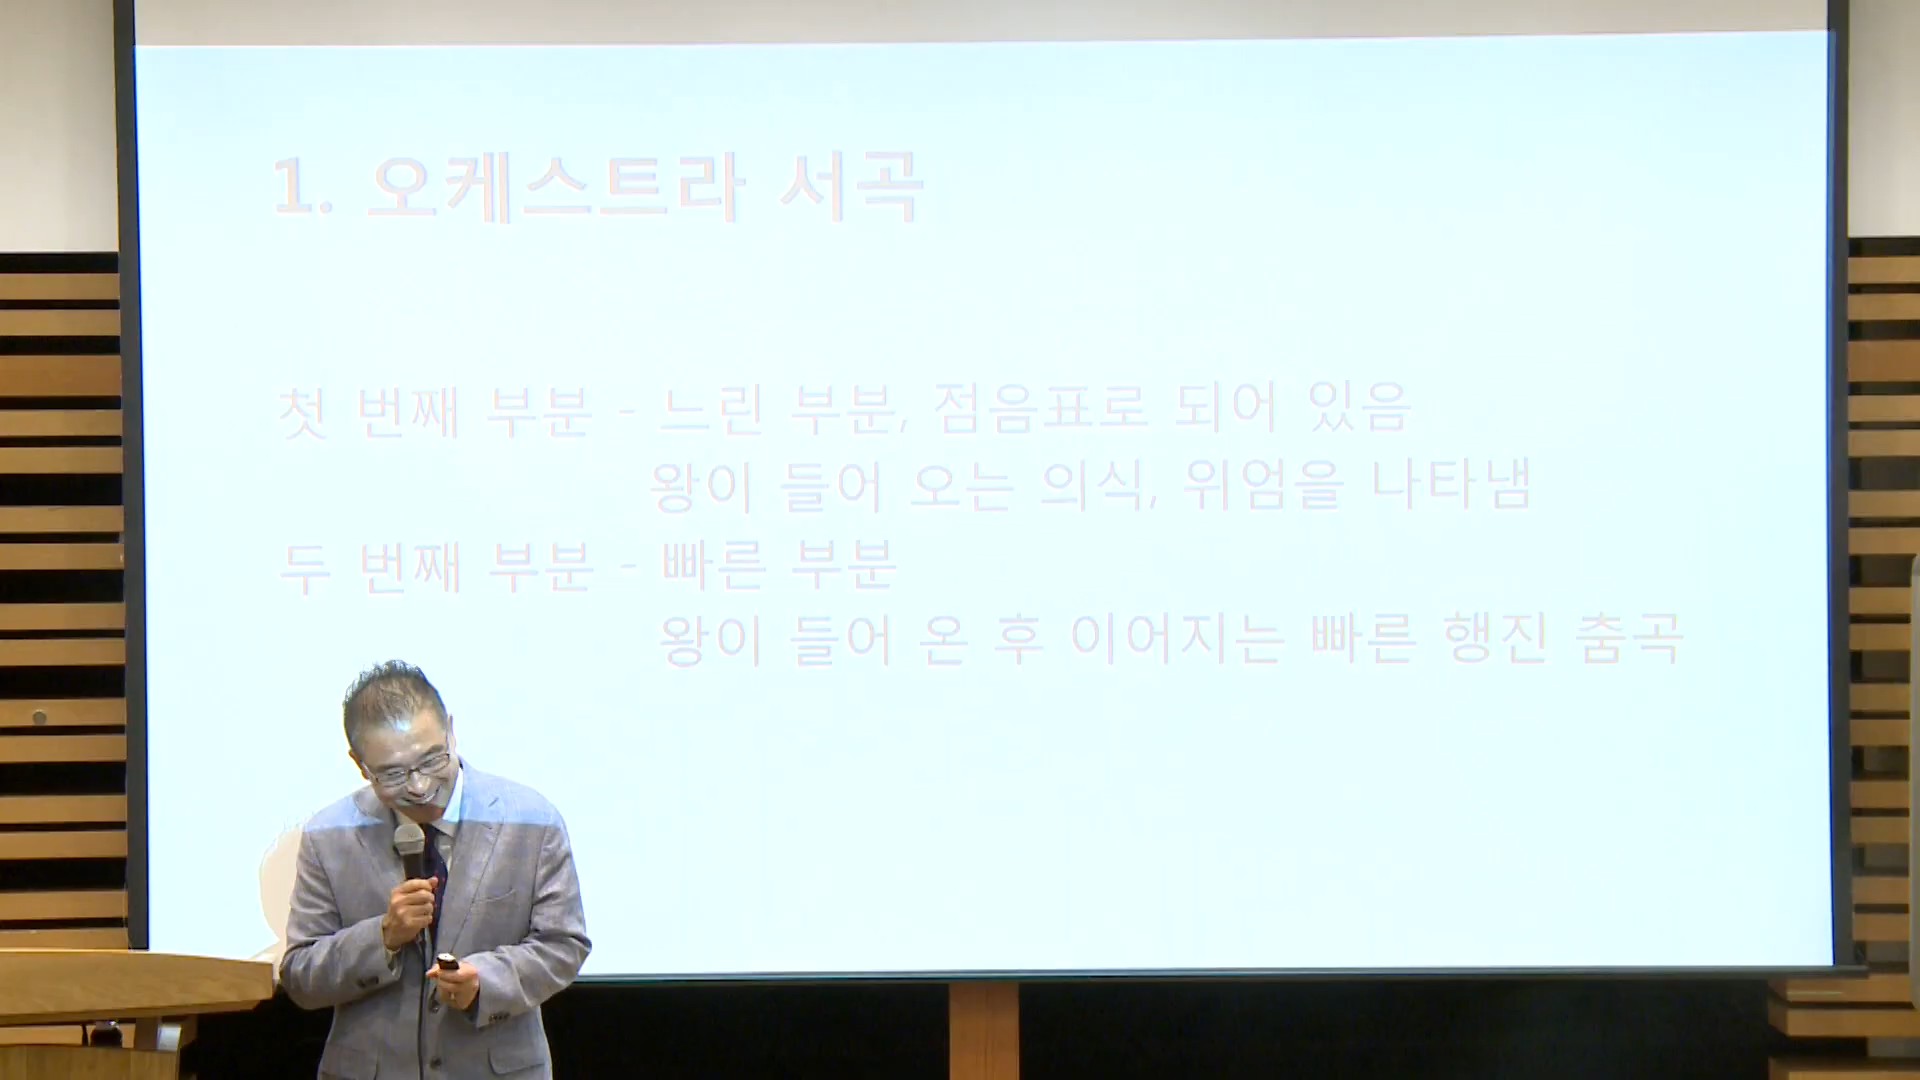 1. 오케스트라 서곡
첫 번째 부분 - 느린 부분, 점음표로 되어 있음
왕이 들어 오는 의식, 위엄을 나타냄
두 번째 부분 - 빠른 부분
왕이 들어 온 후 이어지는 빠른 행진 춤곡